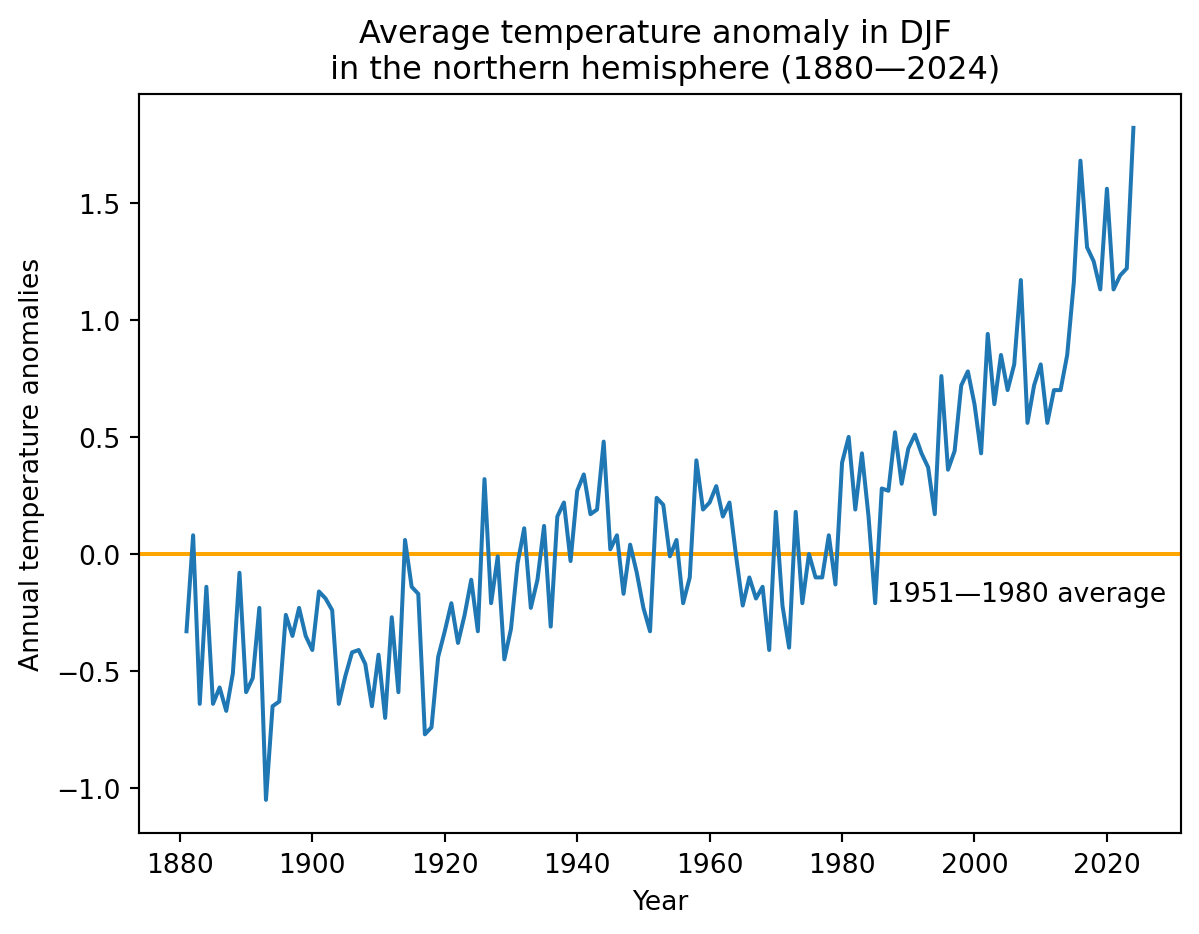 Average temperature anomaly in DJF
in the northern hemisphere (1880—2024)
Annual temperature anomalies
1.5
1.0
0.5
0.0
−0.5
−1.0
1951—1980 average
1880 1900 1920 1940 1960 1980 2000 2020
Year